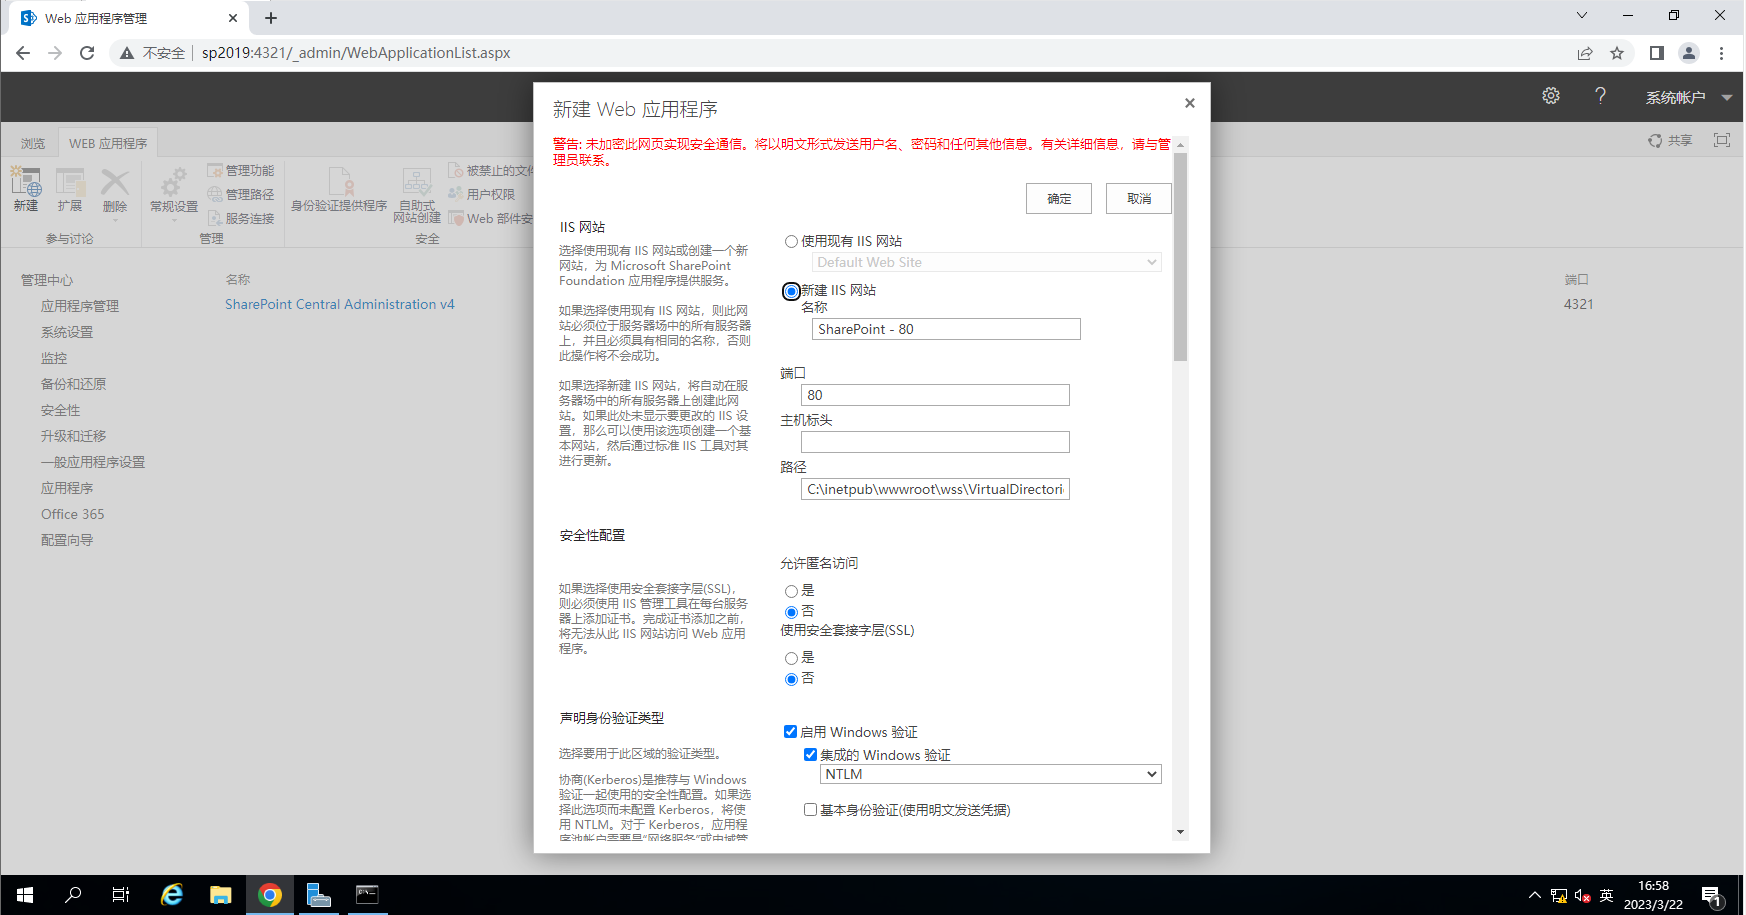 Web 应用程序管理
不安全
sp2019:4321/_admin/WebApplicationList.aspx
系统帐户
浏览
WEB 应用程序
共享
新建
扩展
删除
参与讨论
常规设置
管理功能
管理路径
服务连接
管理
身份验证提供程序
自助式
网站创建
被禁止的文件
用户权限
Web 部件安
安全
管理中心
应用程序管理
系统设置
监控
备份和还原
安全性
升级和迁移
一般应用程序设置
应用程序
Office 365
配置向导
名称
SharePoint Central Administration v4
端口
4321
新建 Web 应用程序
警告: 未加密此网页实现安全通信。将以明文形式发送用户名、密码和任何其他信息。有关详细信息，请与管
理员联系。
确定
取消
IIS 网站
选择使用现有 IIS 网站或创建一个新
网站，为 Microsoft SharePoint
Foundation 应用程序提供服务。
如果选择使用现有 IIS 网站，则此网
站必须位于服务器场中的所有服务器
上，并且必须具有相同的名称，否则
此操作将不会成功。
如果选择新建 IIS 网站，将自动在服
务器场中的所有服务器上创建此网
站。如果此处未显示要更改的 IIS 设
置，那么可以使用该选项创建一个基
本网站，然后通过标准 IIS 工具对其
进行更新。
使用现有 IIS 网站
Default Web Site
新建 IIS 网站
名称
SharePoint - 80
端口
80
主机标头
路径
C:\inetpub\wwwroot\wss\VirtualDirectori
安全性配置
如果选择使用安全套接字层(SSL)，
则必须使用 IIS 管理工具在每台服务
器上添加证书。完成证书添加之前，
将无法从此 IIS 网站访问 Web 应用
程序。
允许匿名访问
是
否
使用安全套接字层(SSL)
是
否
声明身份验证类型
选择要用于此区域的验证类型。
协商(Kerberos)是推荐与 Windows
验证一起使用的安全性配置。如果选
择此选项而未配置 Kerberos，将使
用 NTLM。对于 Kerberos，应用程
序池帐户需要是“网络服务”或由域管
启用 Windows 验证
集成的 Windows 验证
NTLM
基本身份验证(使用明文发送凭据)
英
16:58
2023/3/22
1